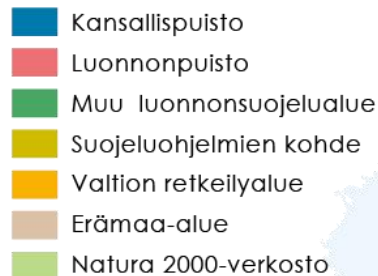 Kansallispuisto
Luonnonpuisto
Muu luonnonsuojelualue
Suojeluohjelmien kohde
Valtion retkeilyalue
Erämaa-alue
Natura 2000-verkosto